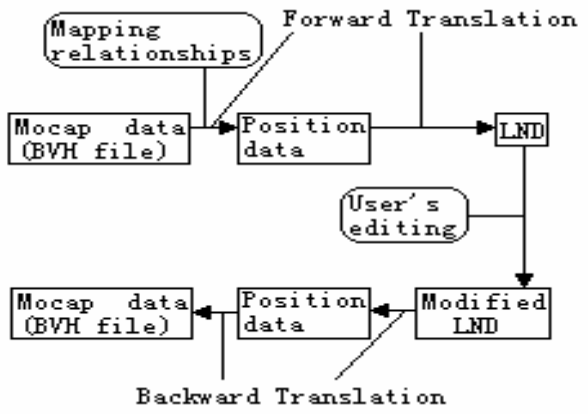 Mapping
relationships
Forward Translation
Mocap data
(BVH file)
Position
data
LND
User's
editing
Mocap data
(BVH file)
Position
data
Modified
LND
Backward Translation